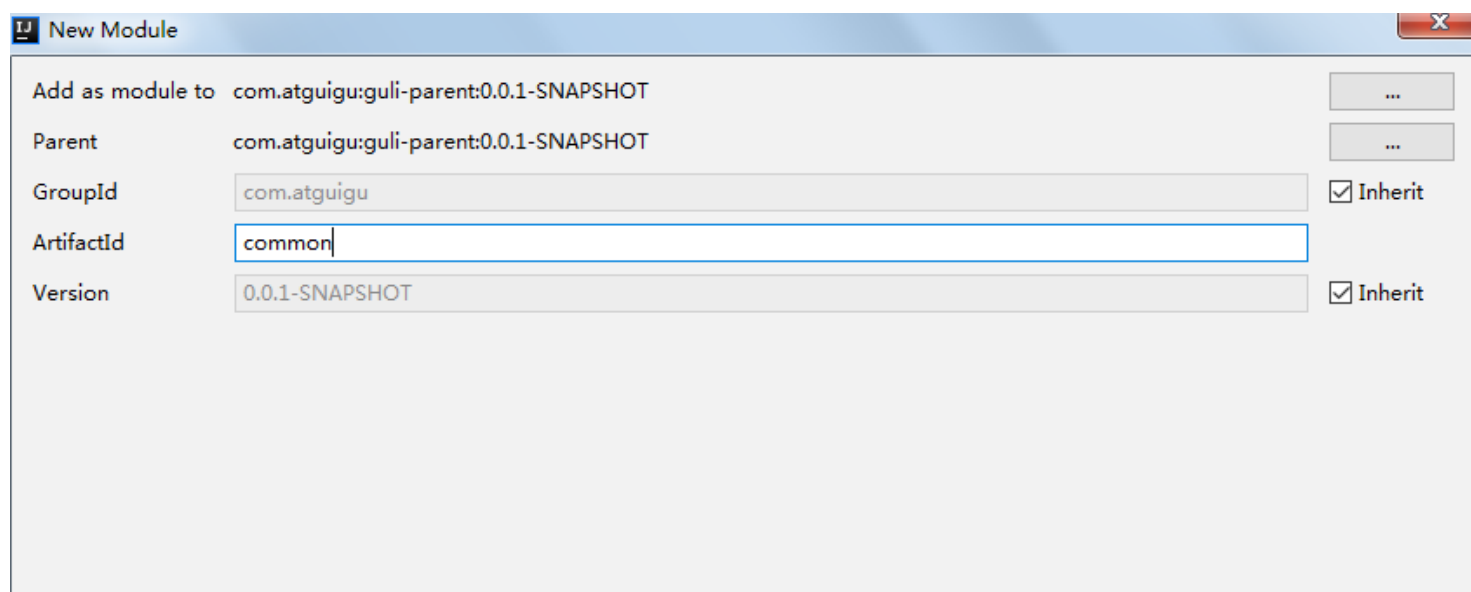 New Module
Add as module to com.atguigu:guli-parent:0.0.1-SNAPSHOT ...
Parent com.atguigu:guli-parent:0.0.1-SNAPSHOT ...
GroupId com.atguigu Inherit
ArtifactId common
Version 0.0.1-SNAPSHOT Inherit